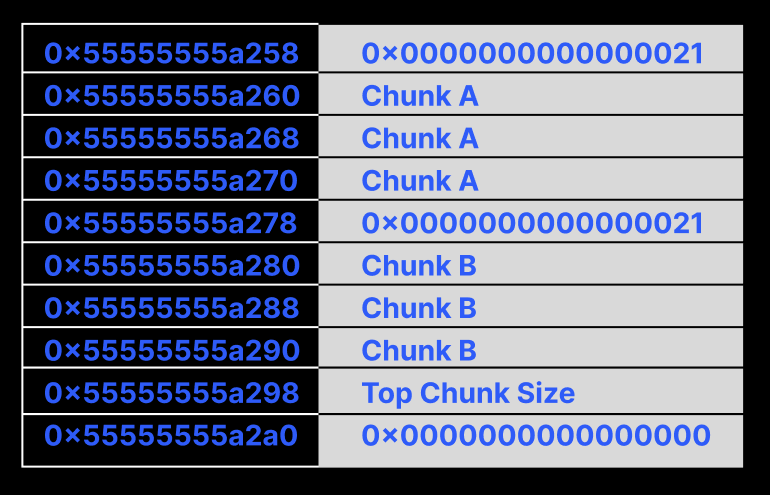 0×55555555a258 0×0000000000000021
0×55555555a260 Chunk A
0×55555555a268 Chunk A
0×55555555a270 Chunk A
0×55555555a278 0×0000000000000021
0×55555555a280 Chunk B
0×55555555a288 Chunk B
0×55555555a290 Chunk B
0×55555555a298 Top Chunk Size
0×55555555a2a0 0×0000000000000000